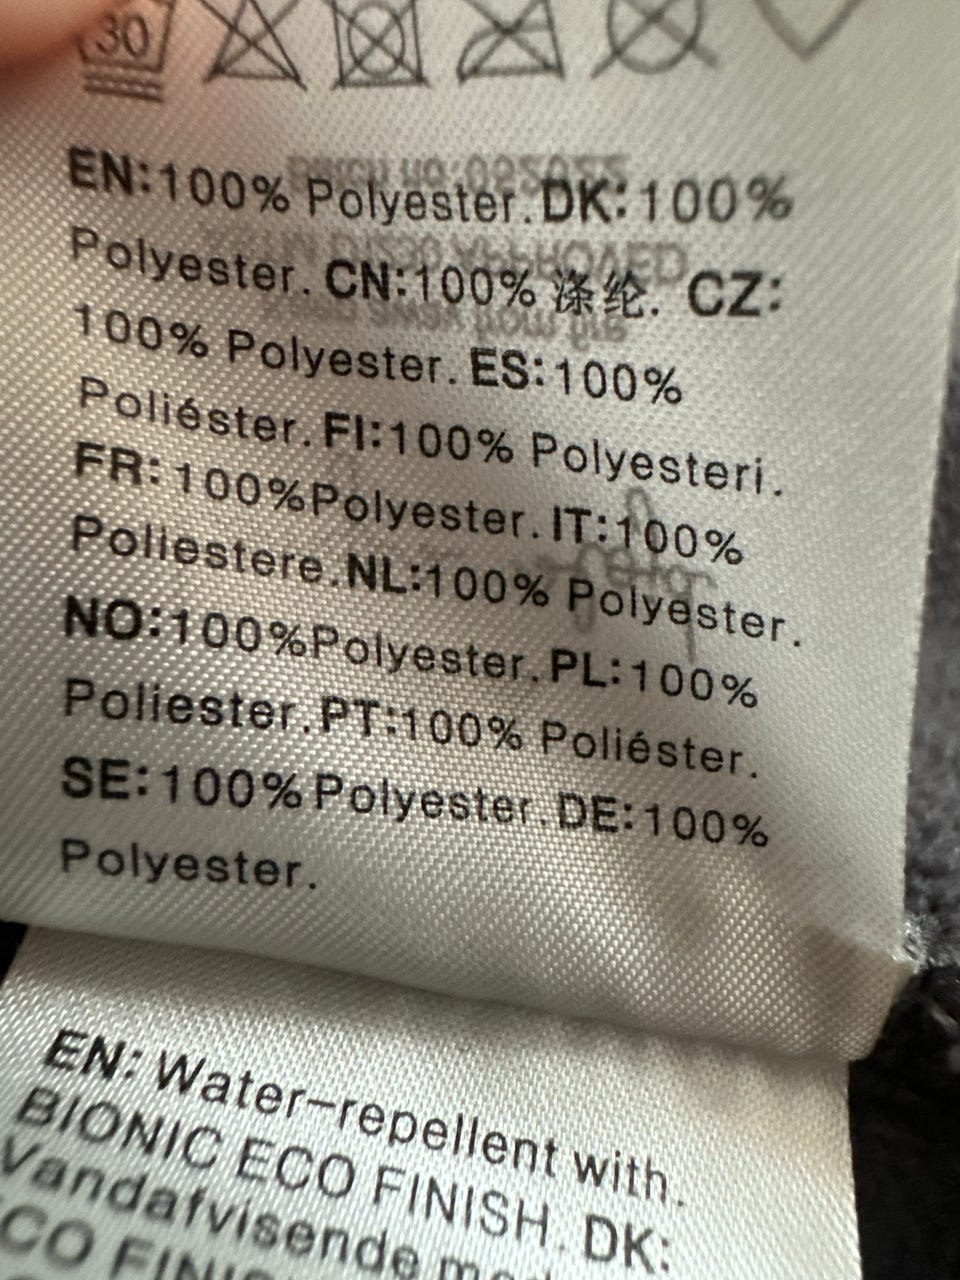 30
EN:100% Polyester.DK:100%
Polyester. CN:100% 涤纶. CZ:
100% Polyester. ES:100%
Poliéster. FI:100% Polyesteri.
FR: 100%Polyester. IT:100%
Poliestere.NL:100% Polyester.
NO:100%Polyester. PL:100%
Poliester.PT:100% Poliéster.
SE:100% Polyester.DE:100%
Polyester.
EN: Water-repellent with.
BIONIC ECO FINISH. DK:
Vandafvisende